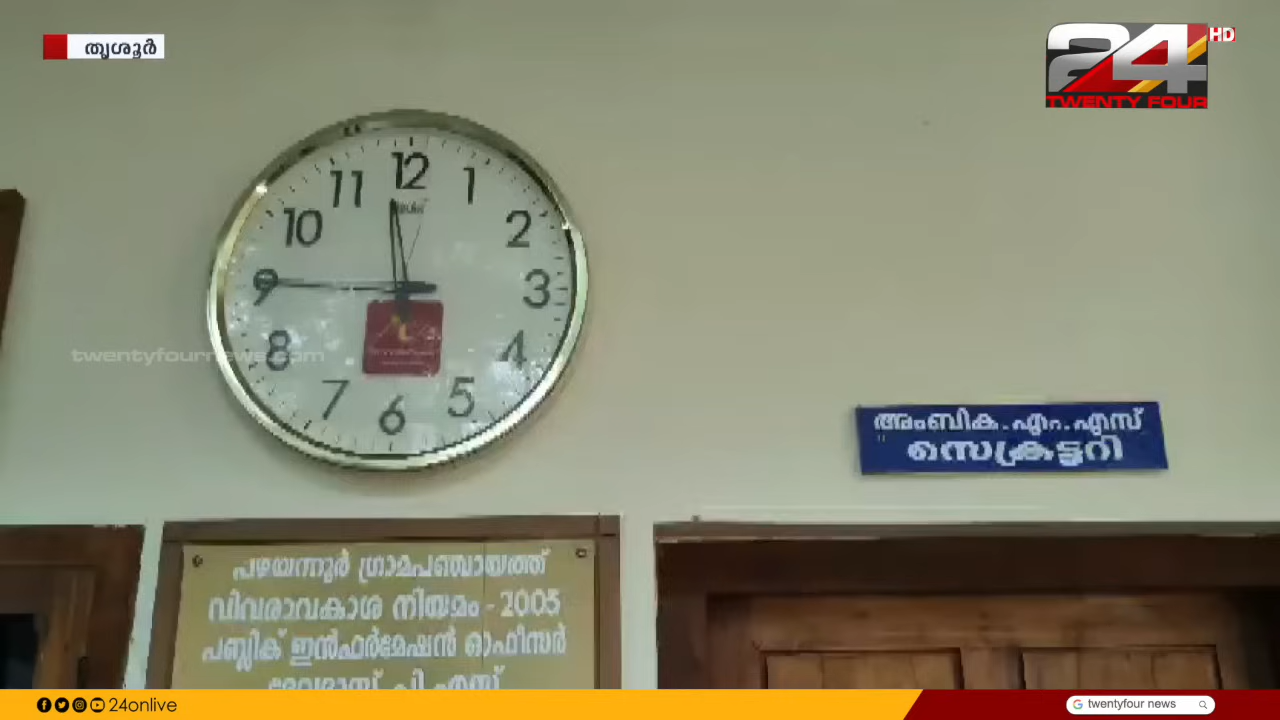 തൃശൂർ
24 HD
TWENTY FOUR
12
11 1
10 2
9 3
8 4
7 5
6
twentyfournews.com
അംബിക.എം.എസ്
സെക്രട്ടറി
പഴയന്നൂർ ഗ്രാമപഞ്ചായത്ത്
വിവരാവകാശ നിയമം - 2005
പബ്ലിക് ഇൻഫർമേഷൻ ഓഫീസർ
24onlive
twentyfour news